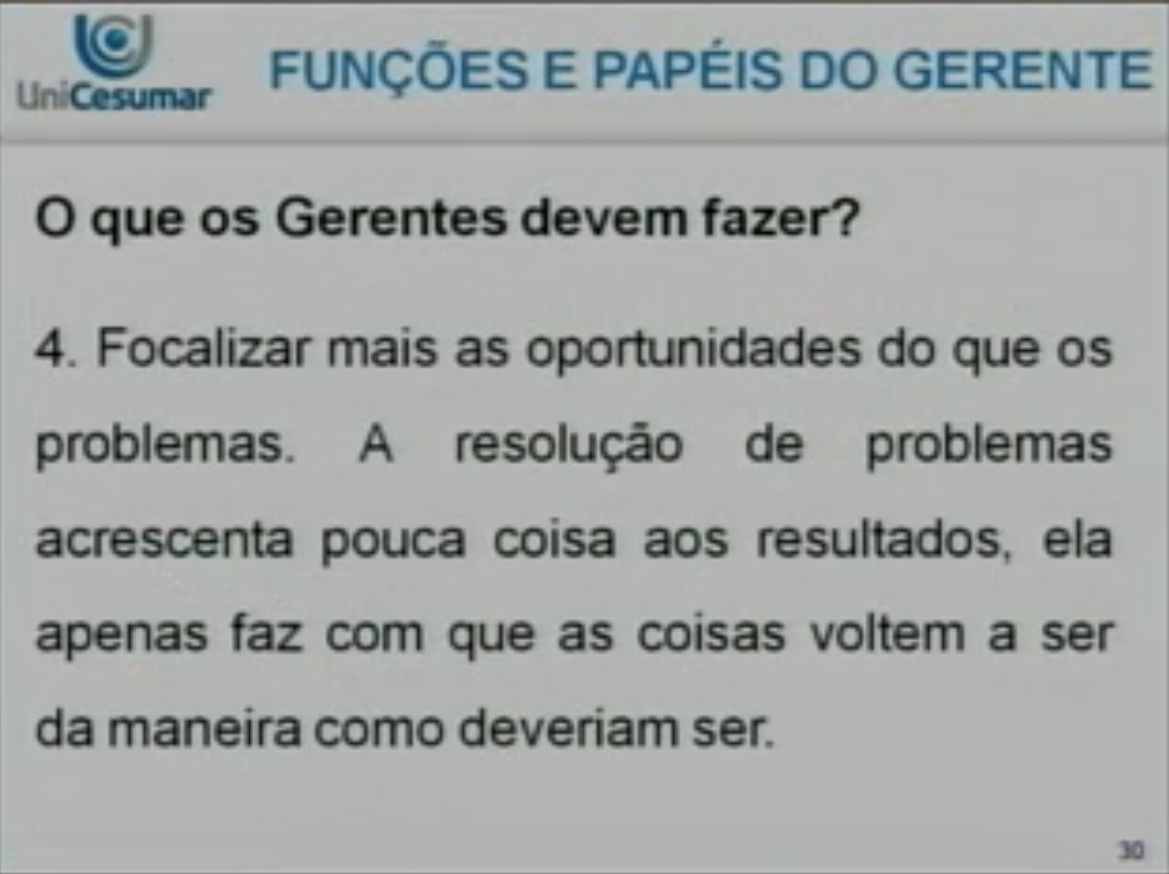 UniCesumar
FUNÇÕES E PAPÉIS DO GERENTE
O que os Gerentes devem fazer?
4. Focalizar mais as oportunidades do que os
problemas. A resolução de problemas
acrescenta pouca coisa aos resultados, ela
apenas faz com que as coisas voltem a ser
da maneira como deveriam ser.
30